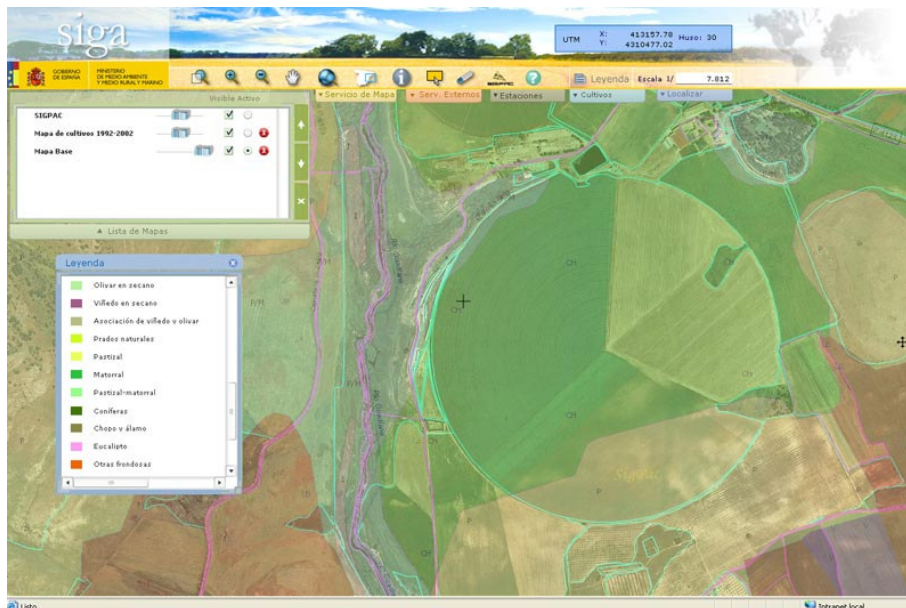 siga
UTM X: 413157.78 Huso: 30
Y: 4310477.02
GOBIERNO DE ESPAÑA
MINISTERIO DE MEDIO AMBIENTE Y MEDIO RURAL Y MARINO
SIGPAC
Leyenda Escala 1/ 7.812
Visible Activo
Servicio de Mapa
Serv. Externos
Estaciones
Cultivos
Localizar
SIGPAC
Mapa de cultivos 1992-2002
Mapa Base
Lista de Mapas
Leyenda
Olivar en secano
Viñedo en secano
Asociación de viñedo y olivar
Prados naturales
Pastizal
Matorral
Pastizal-matorral
Coníferas
Chopo y álamo
Eucalipto
Otras frondosas
CH
CH
CH
CH
CH
P/M
P/M
P/M
P
P
P
Sigpac
Listo
Intranet local